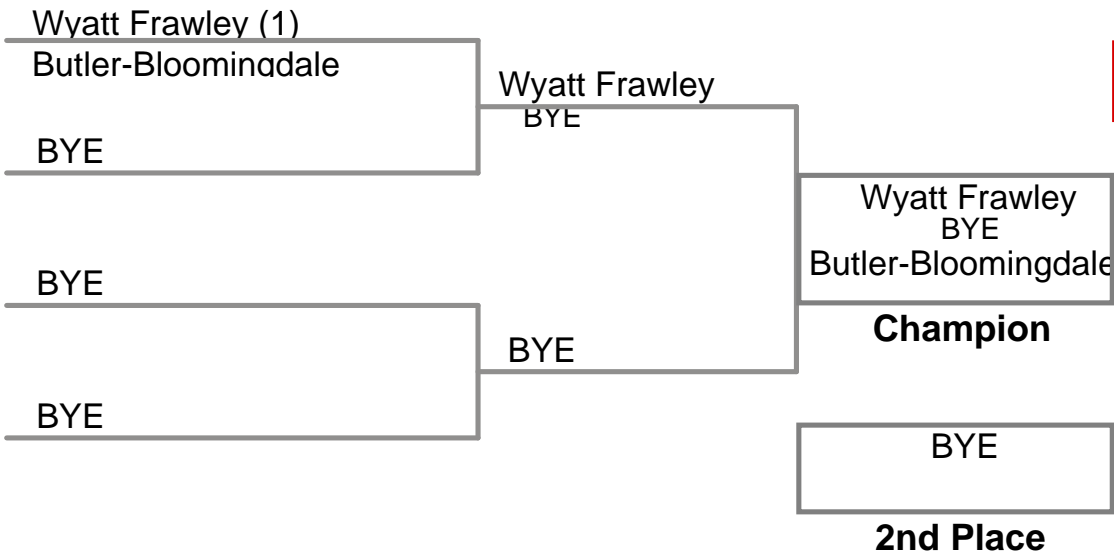 Wyatt Frawley (1)
Butler-Bloomingdale
BYE
BYE
BYE
Wyatt Frawley
BYE
BYE
Wyatt Frawley
BYE
Butler-Bloomingdale
Champion
BYE
2nd Place